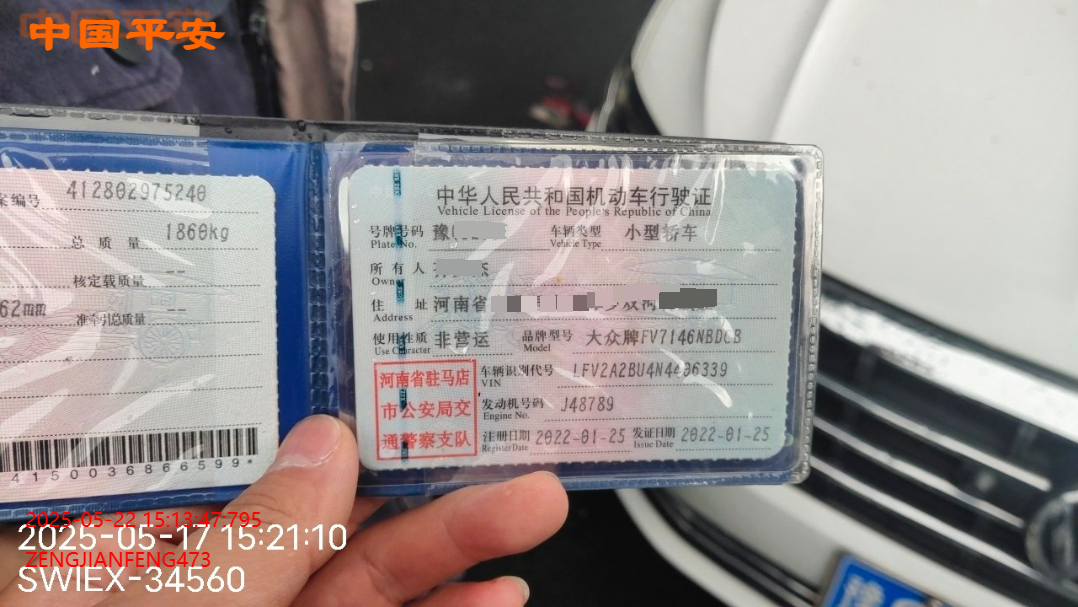 中国平安
案编号 412802975240
总质量 1860kg
核定载质量 --
62mm 准牵引总质量 --
415003686 6599*
中华人民共和国机动车行驶证
Vehicle License of the People's Republic of China
号牌号码 豫 车辆类型 小型轿车
Plate No. Vehicle Type
所有人
Owner
住址 河南省
Address
使用性质 非营运 品牌型号 大众牌FV7146NBDGB
Use Character Model
河南省驻马店
市公安局交
通警察支队
车辆识别代号 LFV2A2BU4N4496339
VIN
发动机号码 J48789
Engine No.
注册日期 2022-01-25 发证日期 2022-01-25
Register Date Issue Date
2025-05-22 15:13:47-795
2025-05-17 15:21:10
ZENGJIANFENG473
SWIEX-34560